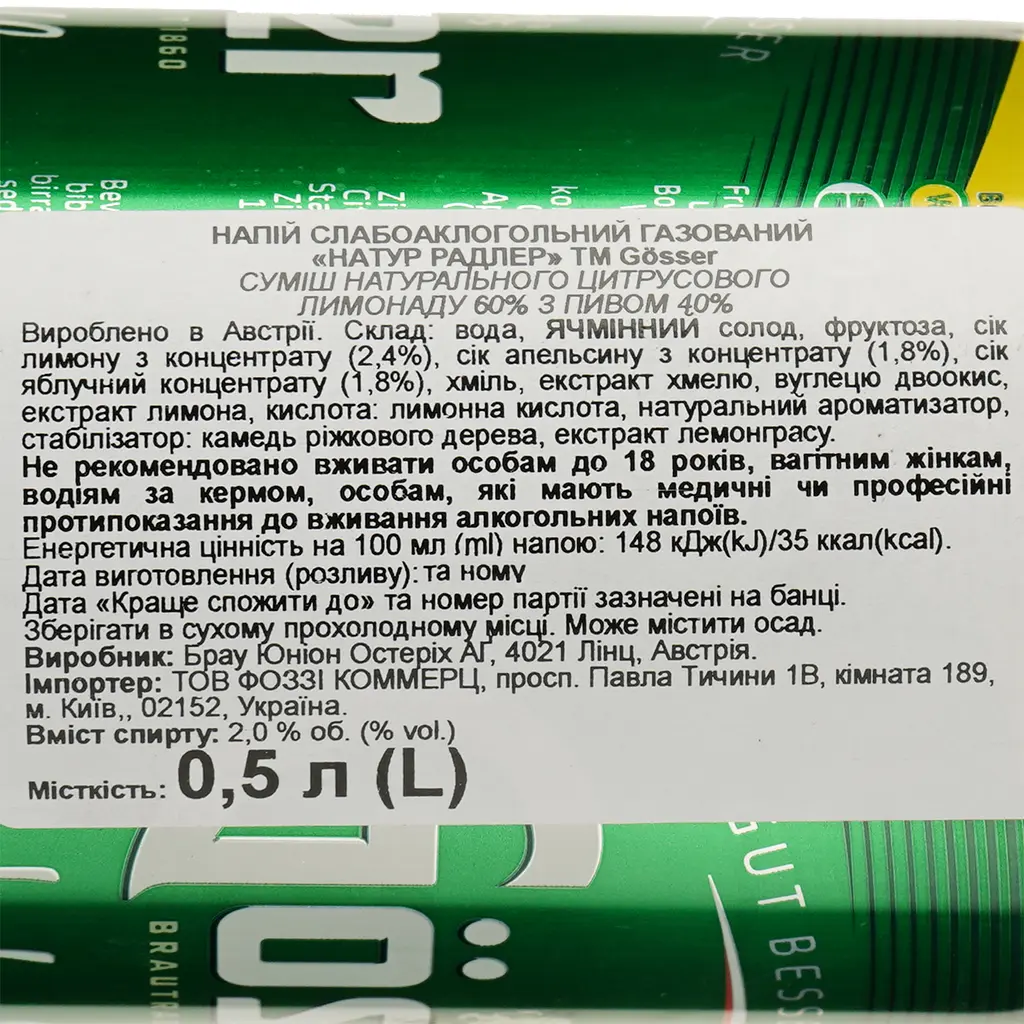 1860
er
SSER
НАПІЙ СЛАБОАКЛОГОЛЬНИЙ ГАЗОВАНИЙ
«НАТУР РАДЛЕР» ТМ Gösser
СУМІШ НАТУРАЛЬНОГО ЦИТРУСОВОГО
ЛИМОНАДУ 60% З ПИВОМ 40%
Вироблено в Австрії. Склад: вода, ЯЧМІННИЙ солод, фруктоза, сік
лимону з концентрату (2,4%), сік апельсину з концентрату (1,8%), сік
яблучний концентрату (1,8%), хміль, екстракт хмелю, вуглецю двоокис,
екстракт лимона, кислота: лимонна кислота, натуральний ароматизатор,
стабілізатор: камедь ріжкового дерева, екстракт лемонграсу.
Не рекомендовано вживати особам до 18 років, вагітним жінкам,
водіям за кермом, особам, які мають медичні чи професійні
протипоказання до вживання алкогольних напоїв.
Енергетична цінність на 100 мл (ml) напою: 148 кДж(kJ)/35 ккал(kcal).
Дата виготовлення (розливу): та ному
Дата «Краще спожити до» та номер партії зазначені на банці.
Зберігати в сухому прохолодному місці. Може містити осад.
Виробник: Брау Юніон Остеріх АГ, 4021 Лінц, Австрія.
Імпортер: ТОВ ФОЗЗІ КОММЕРЦ, просп. Павла Тичини 1В, кімната 189,
м. Київ,, 02152, Україна.
Вміст спирту: 2,0 % об. (% vol.)
Місткість: 0,5 л (L)
GUT BESS
Gös
BRAUTRA